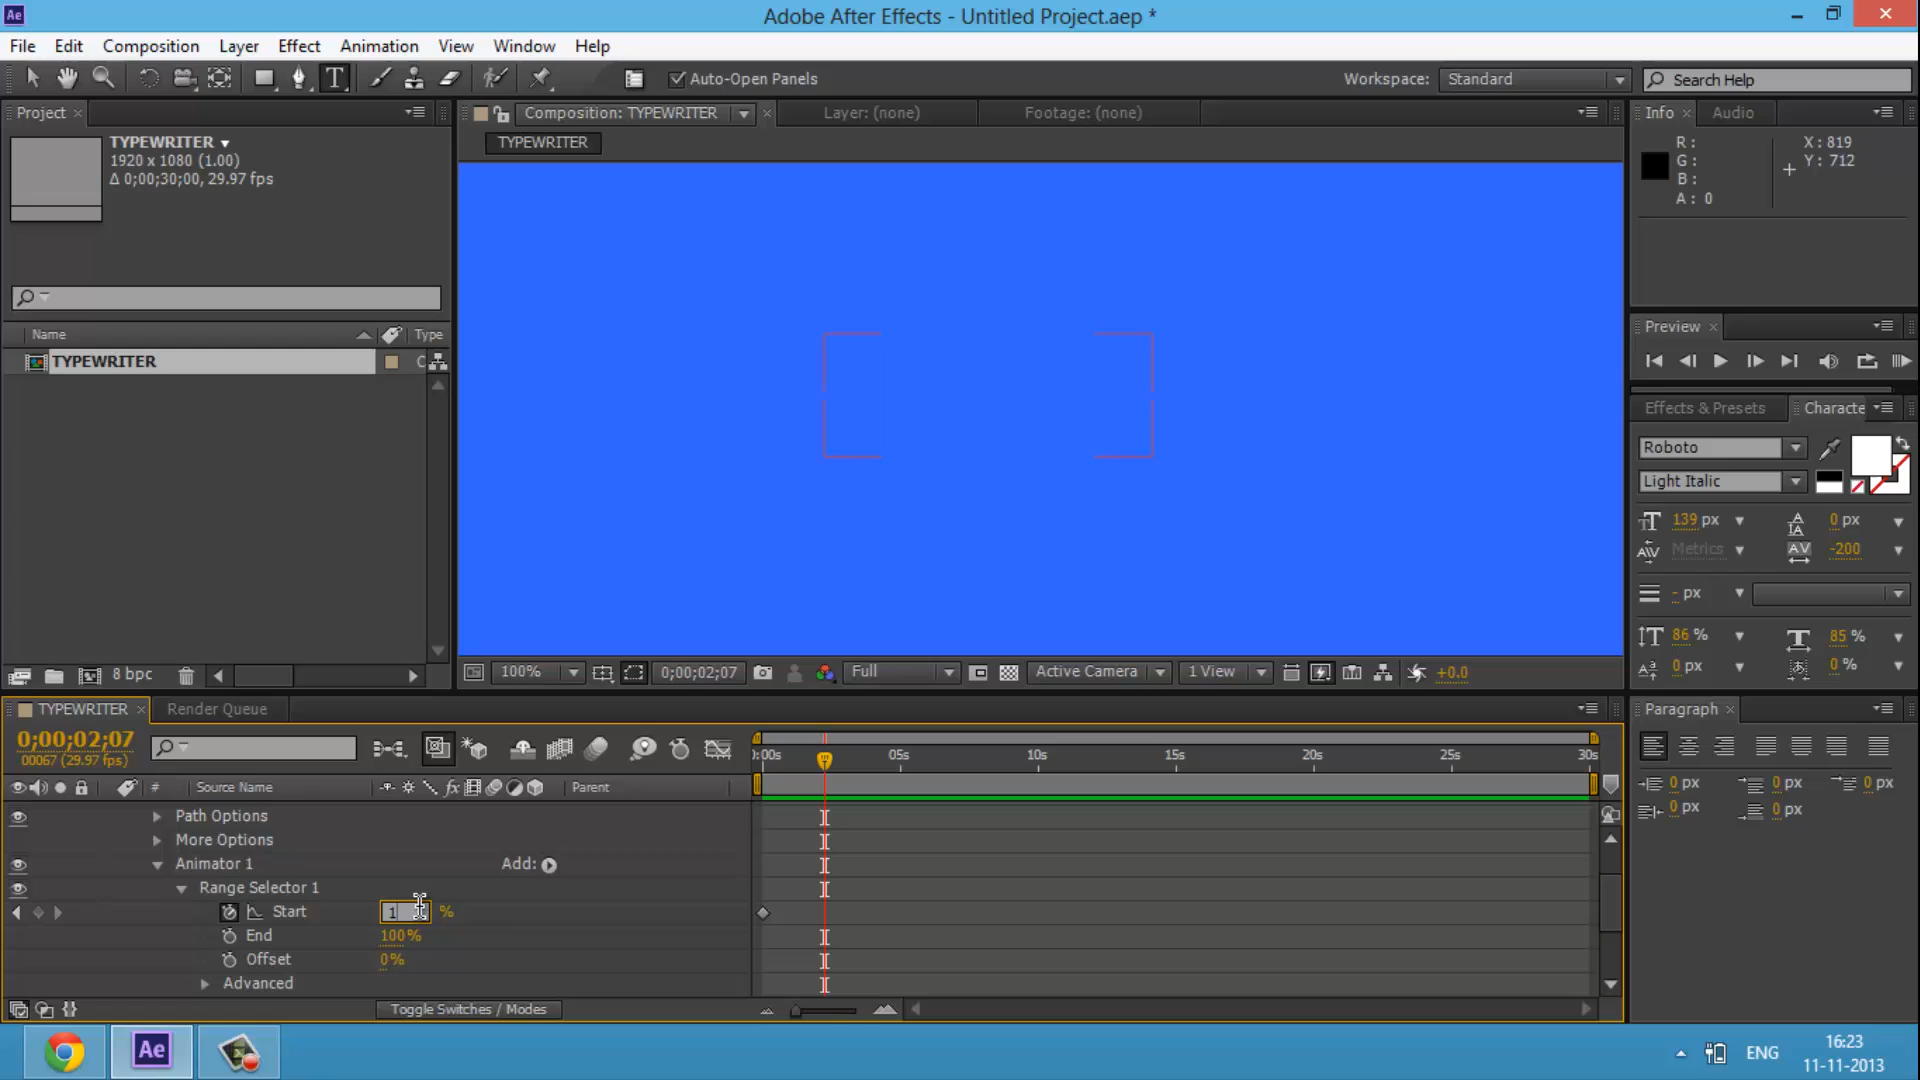 Ae Adobe After Effects - Untitled Project.aep *
File Edit Composition Layer Effect Animation View Window Help
Auto-Open Panels Workspace: Standard Search Help
Project Composition: TYPEWRITER Layer: (none) Footage: (none) Info Audio
TYPEWRITER
1920 x 1080 (1.00)
Δ 0;00;30;00, 29.97 fps
TYPEWRITER
R : X : 819
G : Y : 712
B :
A : 0
Preview
Name Type
TYPEWRITER C
Effects & Presets Characte
Roboto
Light Italic
139 px 0 px
Metrics -200
- px
86 % 85 %
0 px 0 %
8 bpc 100% 0;00;02;07 Full Active Camera 1 View +0.0
TYPEWRITER Render Queue Paragraph
0;00;02;07
00067 (29.97 fps)
):00s 05s 10s 15s 20s 25s 30s
# Source Name fx Parent
0 px 0 px 0 px
0 px 0 px
Path Options
More Options
Animator 1 Add:
Range Selector 1
Start 1 %
End 100%
Offset 0%
Advanced
Toggle Switches / Modes
Ae ENG 16:23
11-11-2013